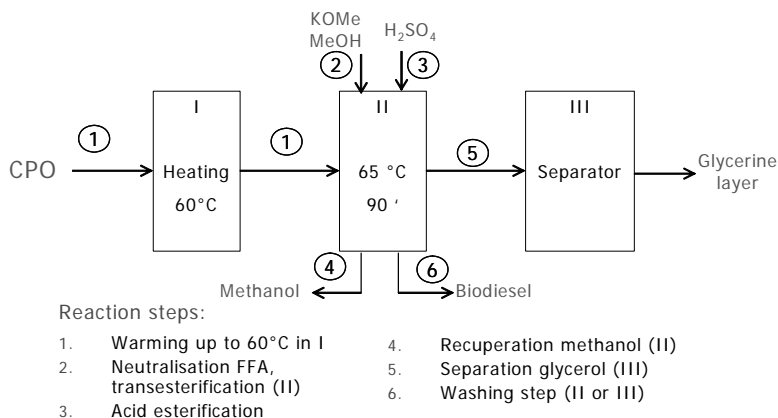 KOMe
MeOH
H₂SO₄
2
3
I
II
III
1
1
5
CPO
Heating
60°C
65 °C
90 ‘
Separator
Glycerine
layer
4
6
Methanol
Biodiesel
Reaction steps:
1. Warming up to 60°C in I
2. Neutralisation FFA,
transesterification (II)
3. Acid esterification
4. Recuperation methanol (II)
5. Separation glycerol (III)
6. Washing step (II or III)